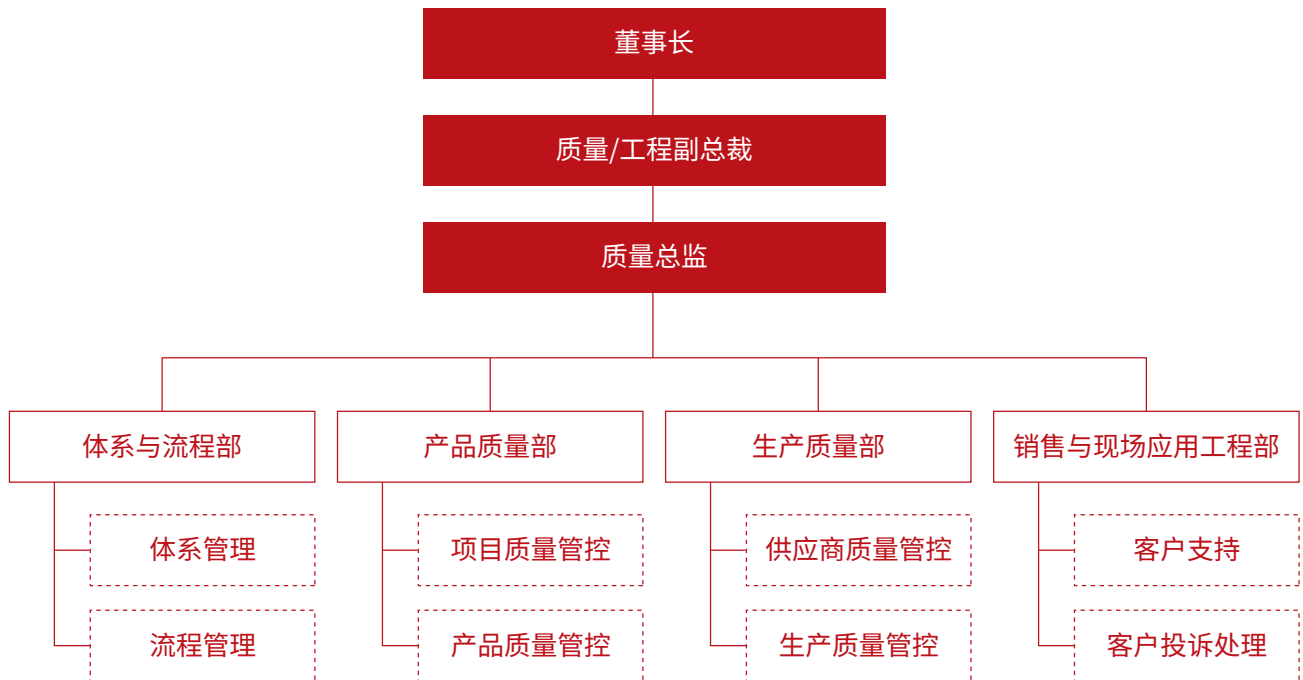 董事长
质量/工程副总裁
质量总监
体系与流程部
产品质量部
生产质量部
销售与现场应用工程部
体系管理
项目质量管控
供应商质量管控
客户支持
流程管理
产品质量管控
生产质量管控
客户投诉处理